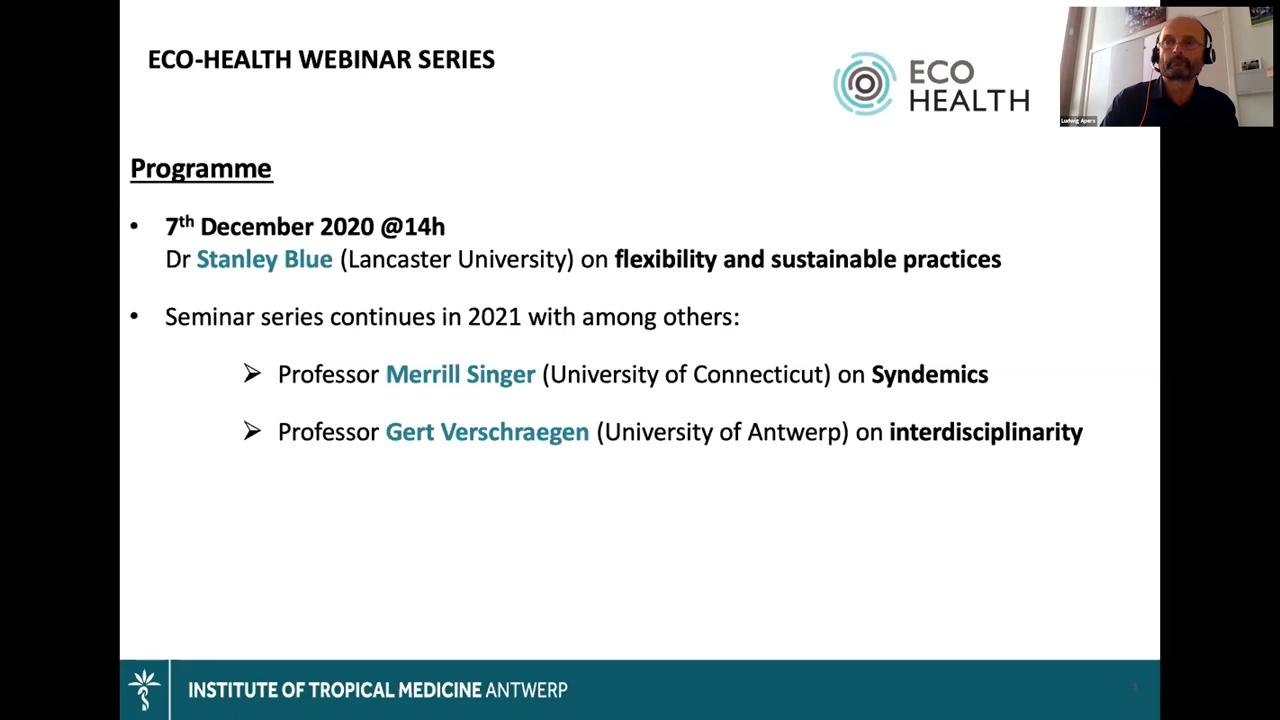 ECO-HEALTH WEBINAR SERIES
ECO
HEALTH
Ludwig Apers
Programme
• 7th December 2020 @14h
Dr Stanley Blue (Lancaster University) on flexibility and sustainable practices
• Seminar series continues in 2021 with among others:
➢ Professor Merrill Singer (University of Connecticut) on Syndemics
➢ Professor Gert Verschraegen (University of Antwerp) on interdisciplinarity
INSTITUTE OF TROPICAL MEDICINE ANTWERP